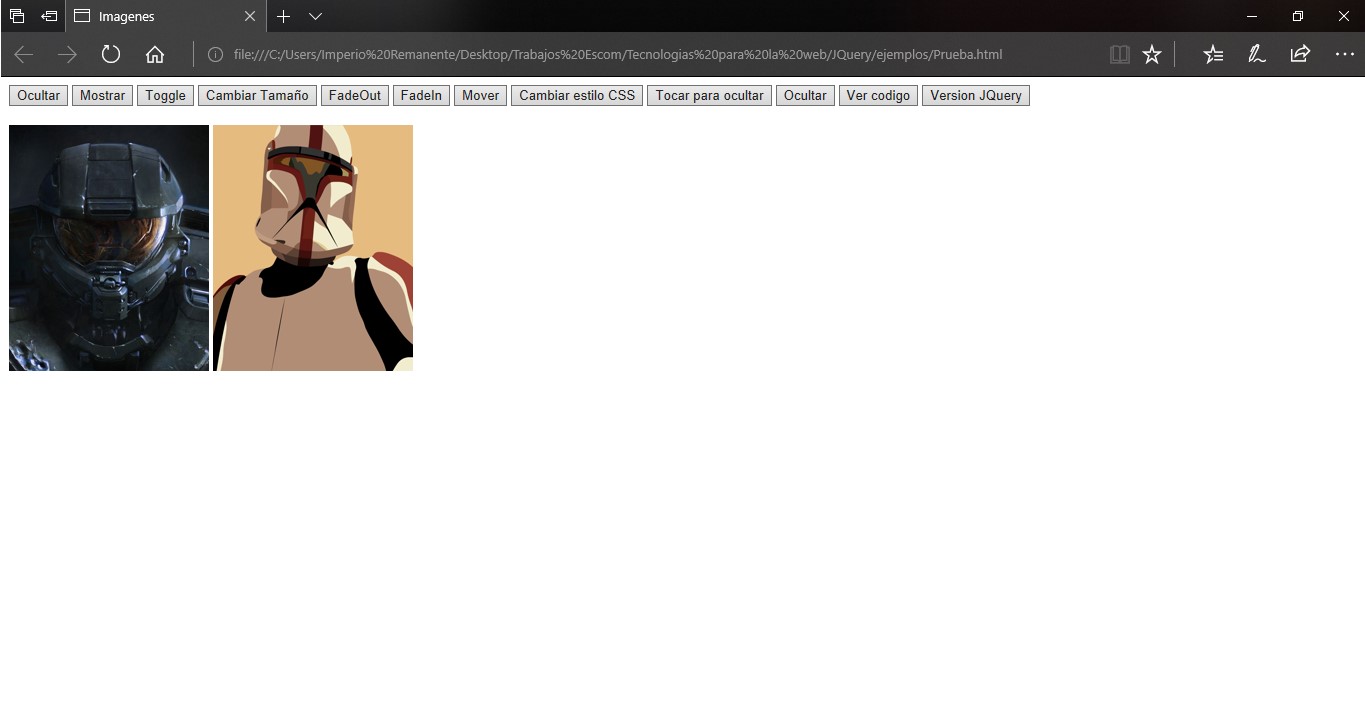 Imagenes
file:///C:/Users/Imperio%20Remanente/Desktop/Trabajos%20Escom/Tecnologias%20para%20la%20web/JQuery/ejemplos/Prueba.html
Ocultar Mostrar Toggle Cambiar Tamaño FadeOut FadeIn Mover Cambiar estilo CSS Tocar para ocultar Ocultar Ver codigo Version JQuery